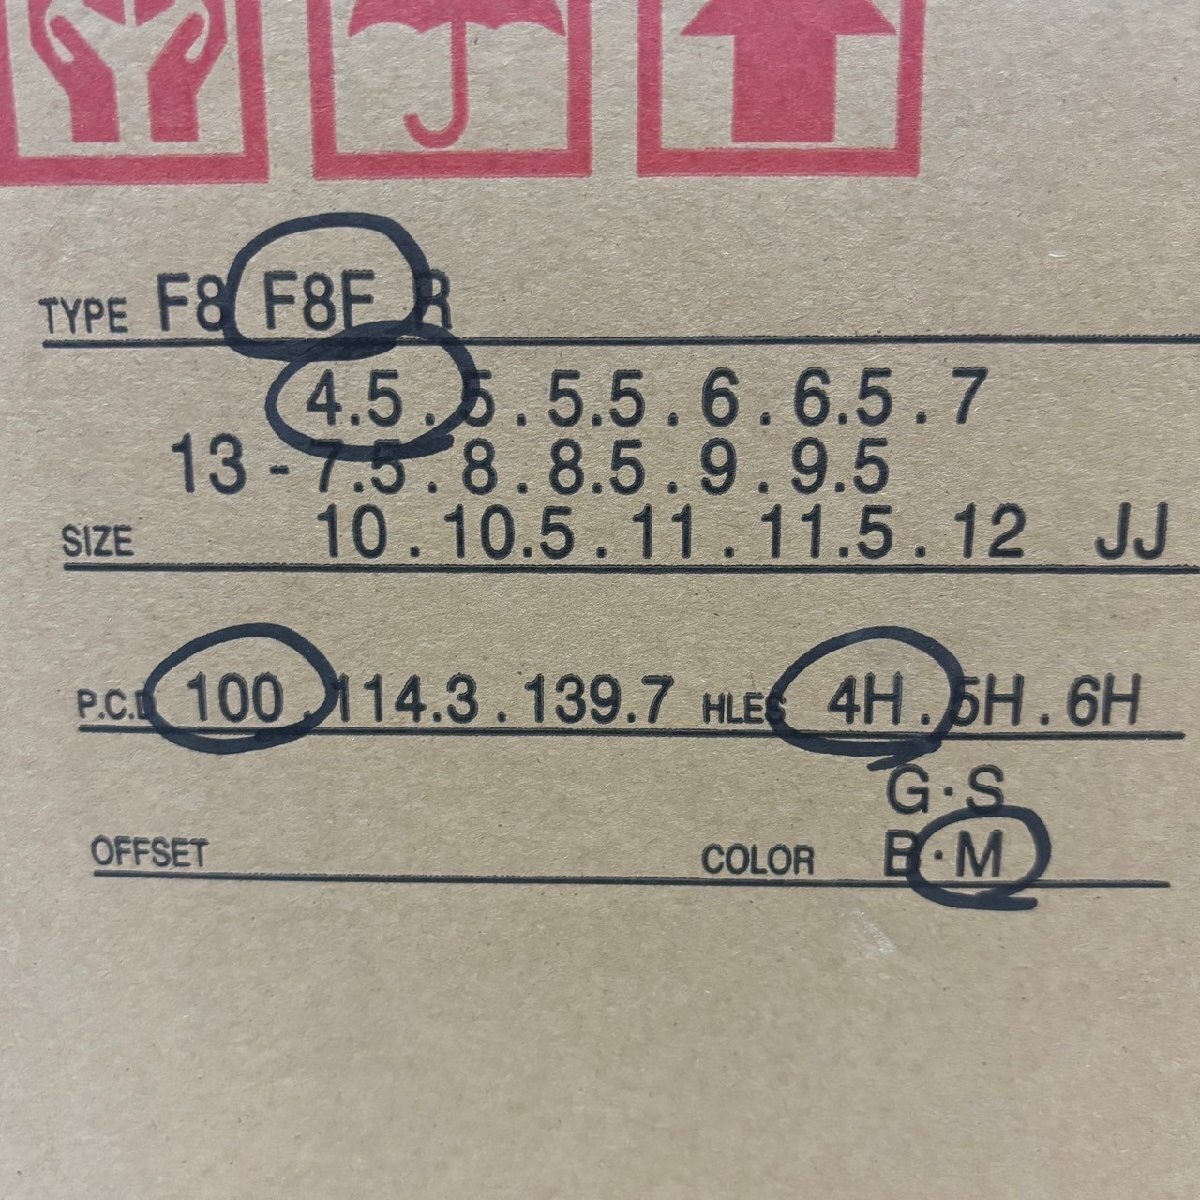 TYPE F8 F8F R
4.5 . 5 . 5.5 . 6 . 6.5 . 7
13 - 7.5 . 8 . 8.5 . 9 . 9.5
SIZE 10 . 10.5 . 11 . 11.5 . 12 JJ
P.C.D 100 . 114.3 . 139.7 HLES 4H . 5H . 6H
G · S
OFFSET COLOR B · M